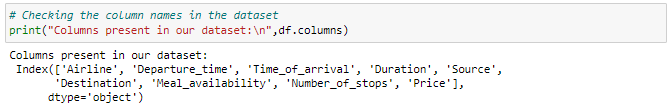 # Checking the column names in the dataset
print("Columns present in our dataset:\n",df.columns)
Columns present in our dataset:
 Index(['Airline', 'Departure_time', 'Time_of_arrival', 'Duration', 'Source',
       'Destination', 'Meal_availability', 'Number_of_stops', 'Price'],
      dtype='object')